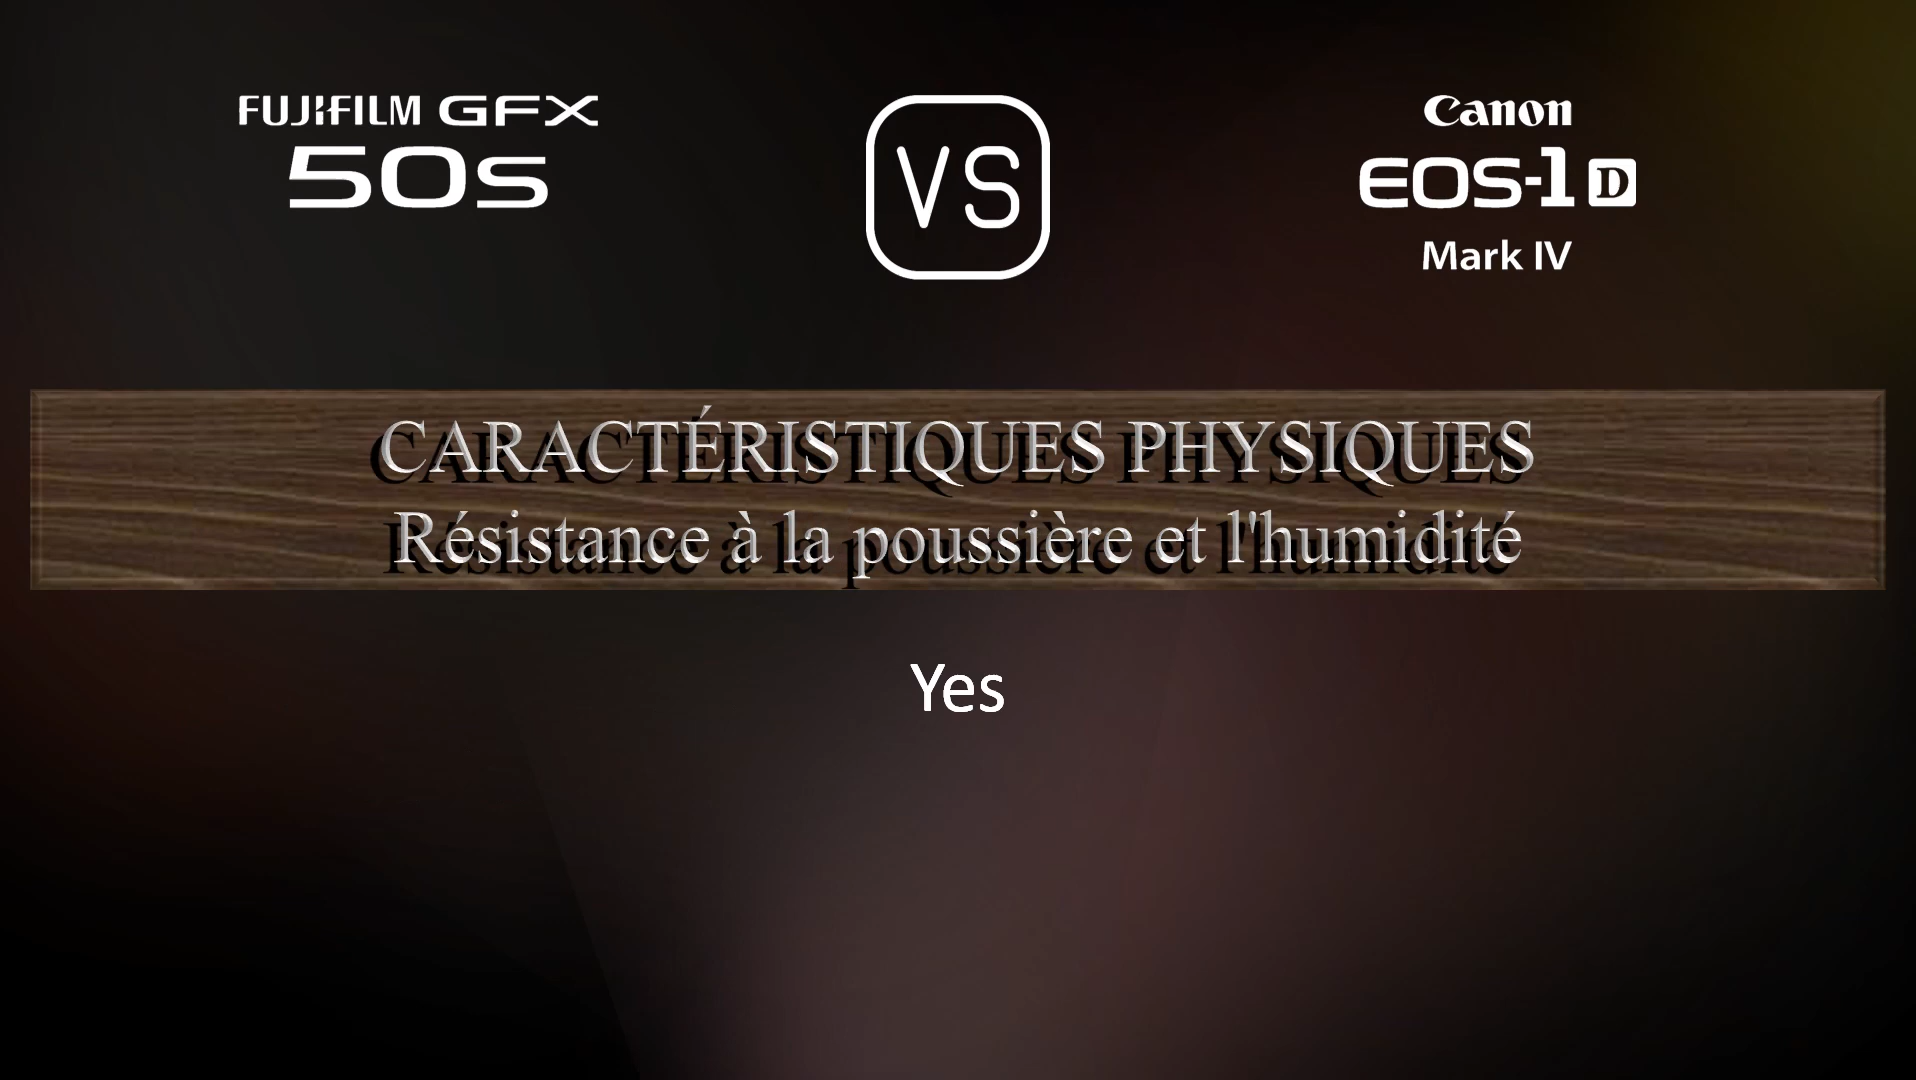 FUJIFILM GFX
50s
VS
Canon
EOS-1D
Mark IV
CARACTÉRISTIQUES PHYSIQUES
Résistance à la poussière et l'humidité
Yes